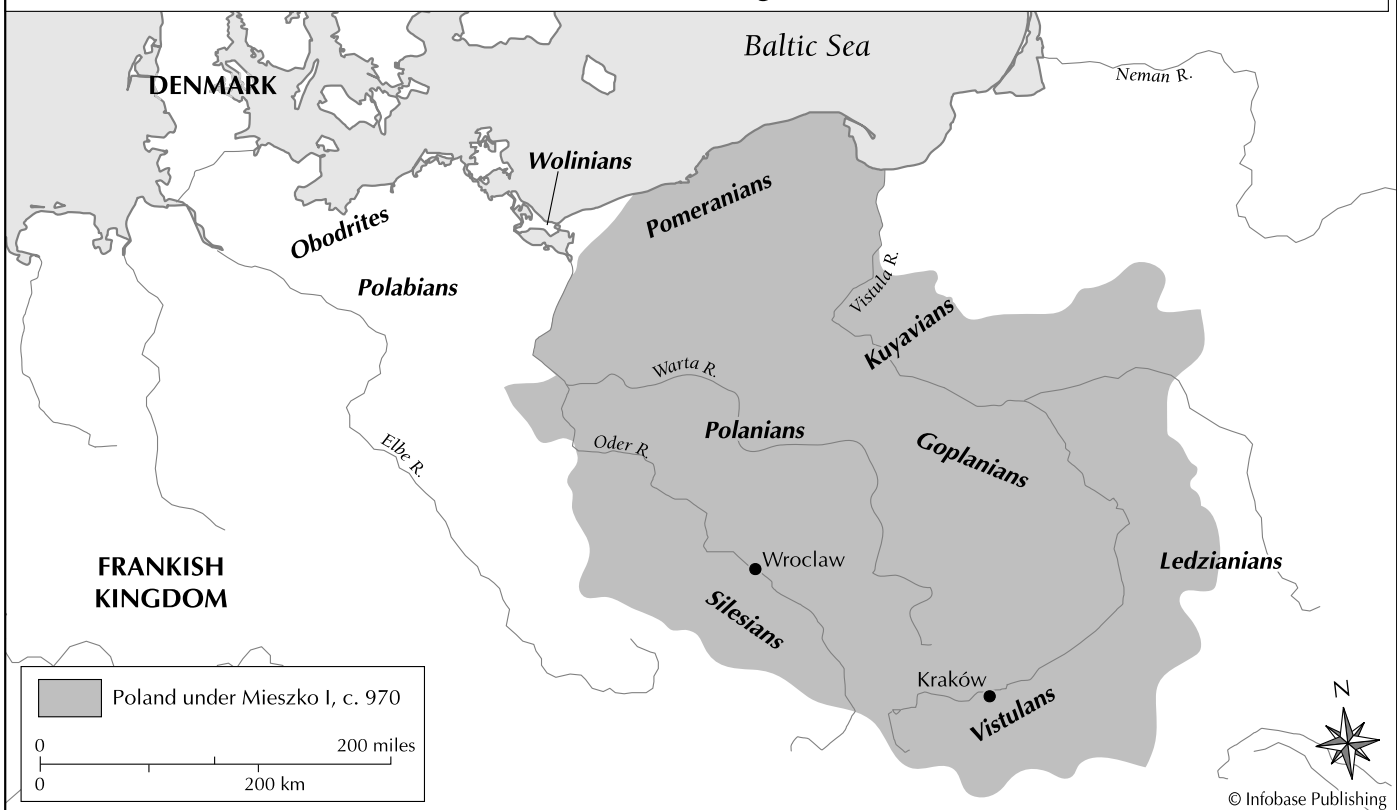 Baltic Sea
Neman R.
DENMARK
Wolinians
Pomeranians
Obodrites
Polabians
Vistula R.
Kuyavians
Warta R.
Polanians
Oder R.
Goplanians
Elbe R.
Wroclaw
Ledzianians
FRANKISH
KINGDOM
Silesians
Kraków
Vistulans
N
Poland under Mieszko I, c. 970
0 200 miles
0 200 km
© Infobase Publishing